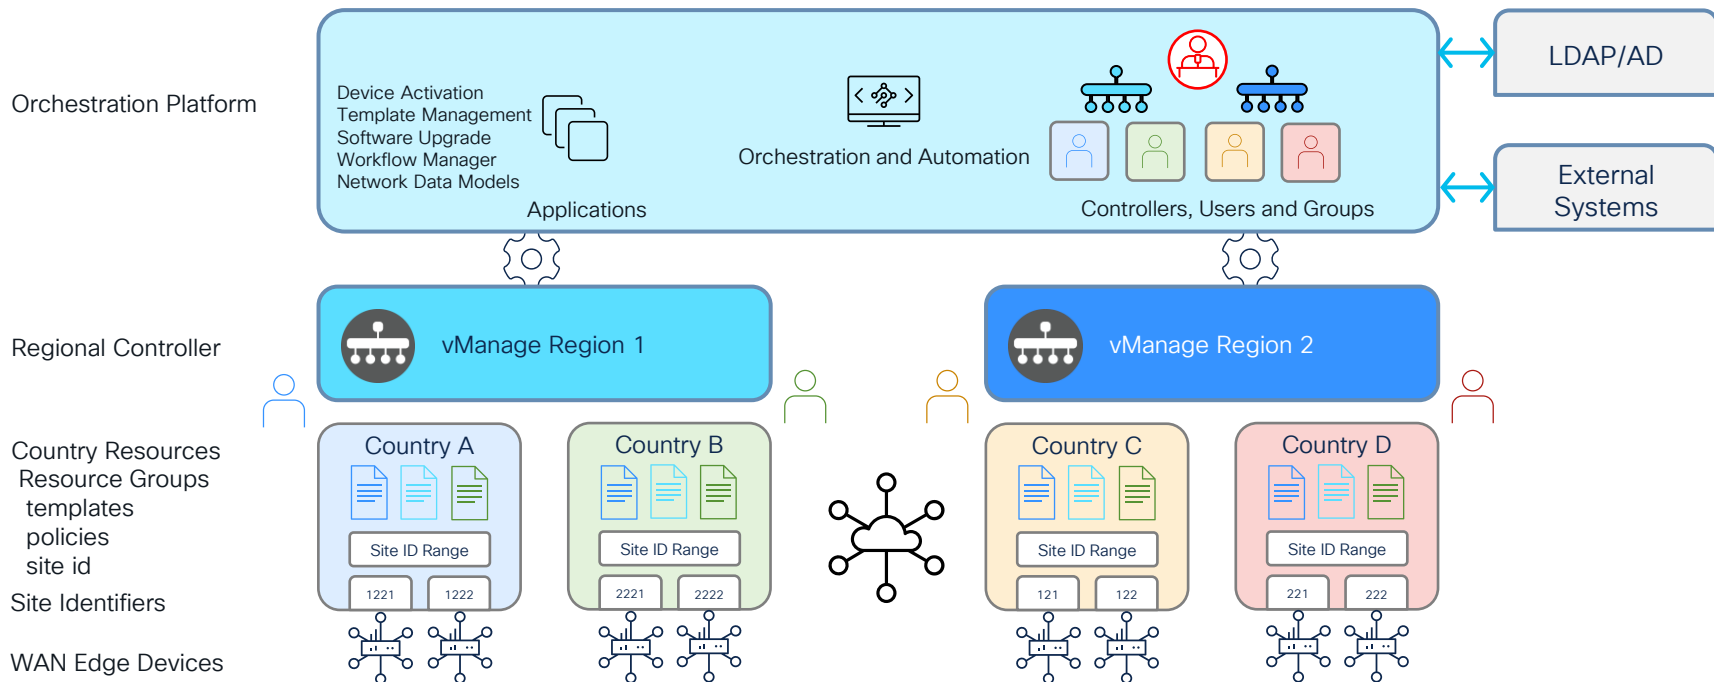 Orchestration Platform
Device Activation
Template Management
Software Upgrade
Workflow Manager
Network Data Models
Applications
Orchestration and Automation
Controllers, Users and Groups
LDAP/AD
External
Systems
Regional Controller
vManage Region 1
vManage Region 2
Country Resources
Resource Groups
templates
policies
site id
Site Identifiers
WAN Edge Devices
Country A
Site ID Range
1221
1222
Country B
Site ID Range
2221
2222
Country C
Site ID Range
121
122
Country D
Site ID Range
221
222